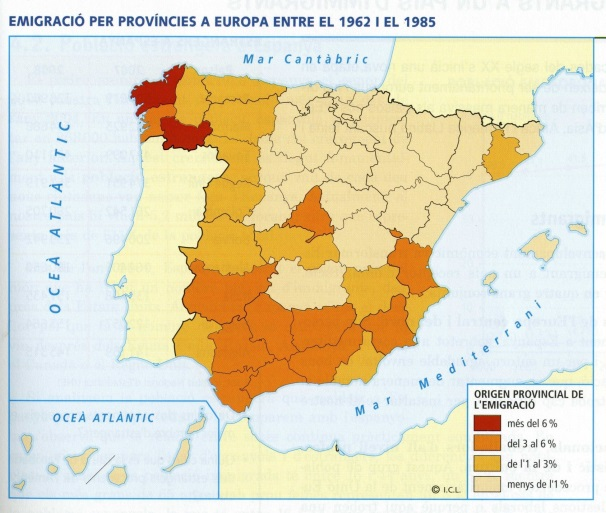 EMIGRACIÓ PER PROVÍNCIES A EUROPA ENTRE EL 1962 I EL 1985
Mar Cantàbric
OCEÀ ATLÀNTIC
Mar Mediterrani
OCEÀ ATLÀNTIC
ORIGEN PROVINCIAL DE
L'EMIGRACIÓ
més del 6 %
del 3 al 6 %
de l'1 al 3%
menys de l'1 %
© I.C.L.